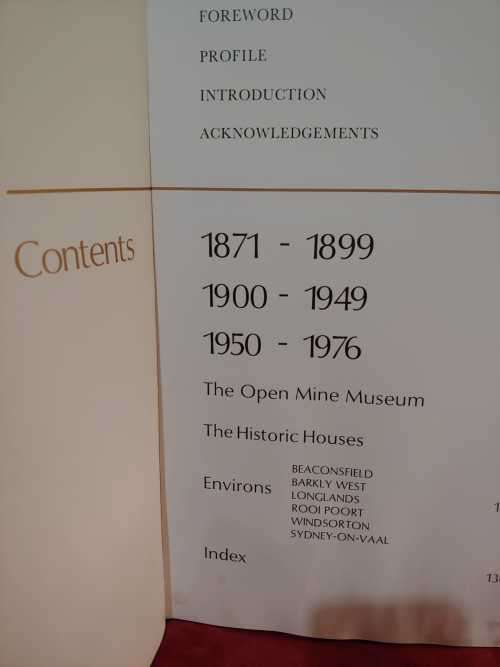 FOREWORD
PROFILE
INTRODUCTION
ACKNOWLEDGEMENTS
Contents
1871 - 1899
1900 - 1949
1950 - 1976
The Open Mine Museum
The Historic Houses
Environs
BEACONSFIELD
BARKLY WEST
LONGLANDS
ROOI POORT
WINDSORTON
SYDNEY-ON-VAAL
Index